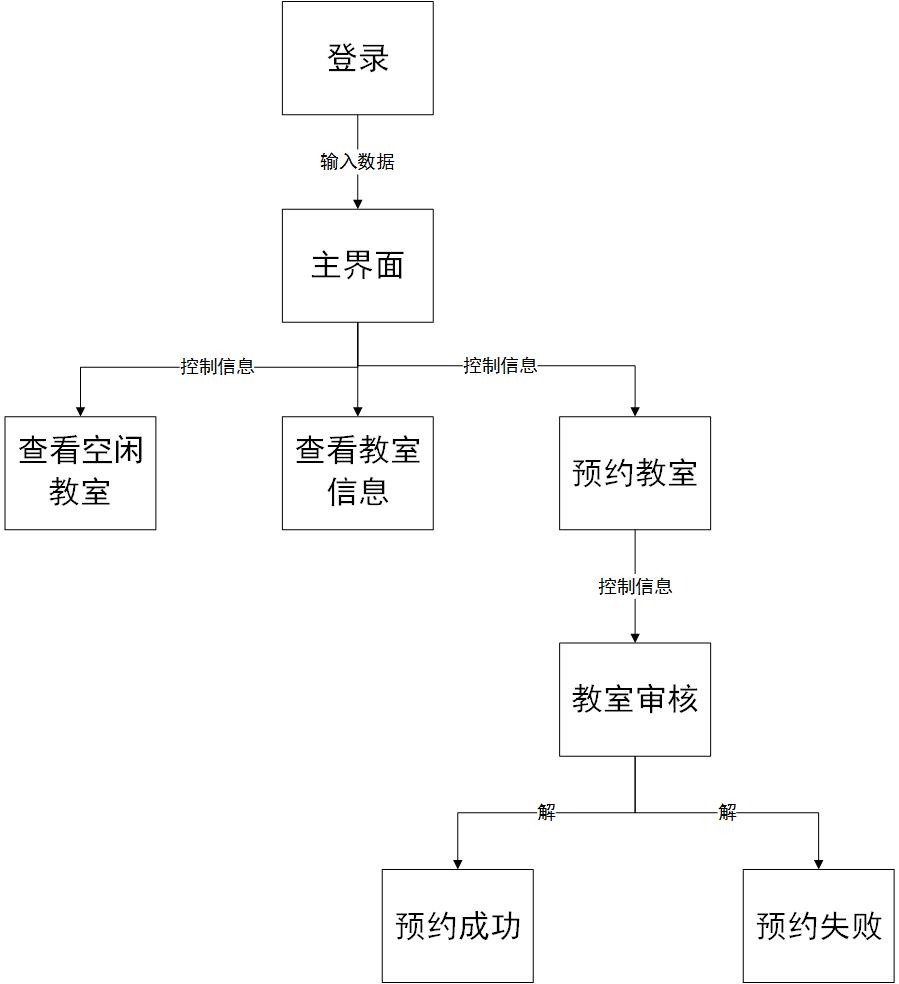 登录
输入数据
主界面
控制信息
控制信息
查看空闲
教室
查看教室
信息
预约教室
控制信息
教室审核
解
解
预约成功
预约失败